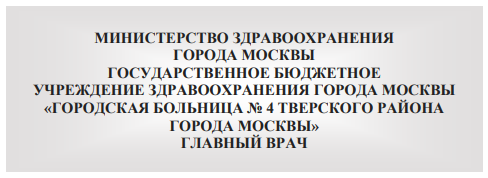 МИНИСТЕРСТВО ЗДРАВООХРАНЕНИЯ
ГОРОДА МОСКВЫ
ГОСУДАРСТВЕННОЕ БЮДЖЕТНОЕ
УЧРЕЖДЕНИЕ ЗДРАВООХРАНЕНИЯ ГОРОДА МОСКВЫ
«ГОРОДСКАЯ БОЛЬНИЦА № 4 ТВЕРСКОГО РАЙОНА
ГОРОДА МОСКВЫ»
ГЛАВНЫЙ ВРАЧ